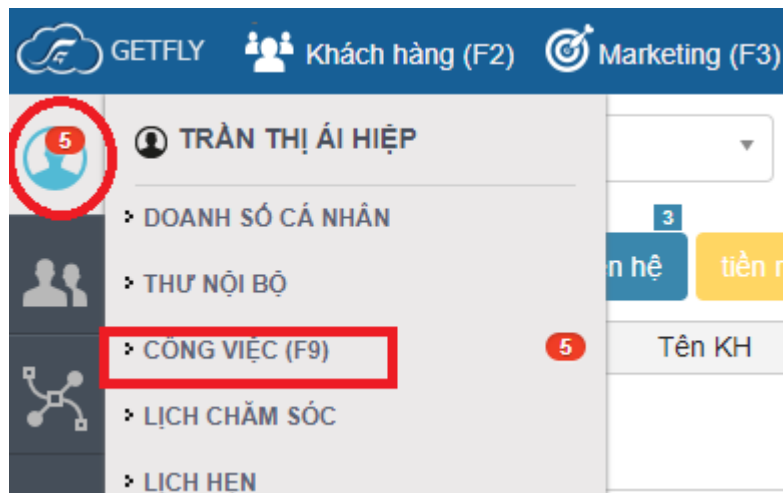 GETFLY Khách hàng (F2) Marketing (F3)
5 TRẦN THỊ ÁI HIỆP
DOANH SỐ CÁ NHÂN
3
THƯ NỘI BỘ
hệ tiền
CÔNG VIỆC (F9) 5 Tên KH
LỊCH CHĂM SÓC
LỊCH HẸN